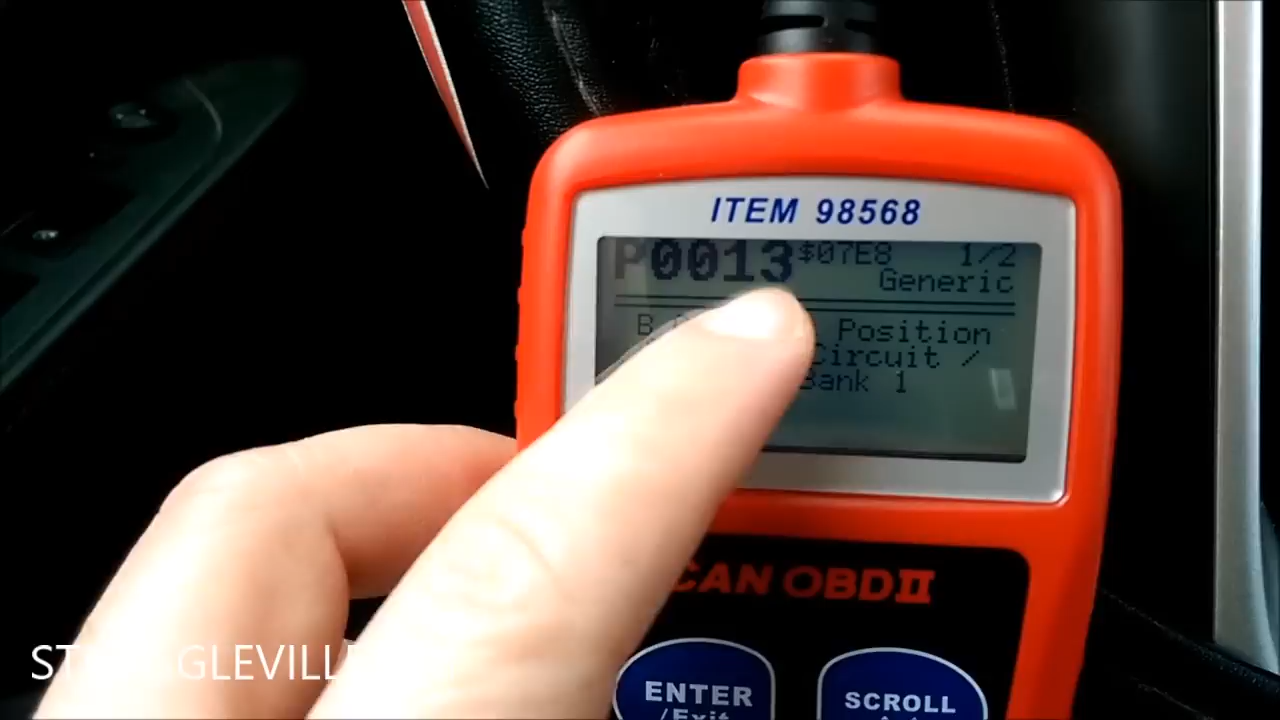 ITEM 98568
P0013 $07E8 1/2
Generic
B Position
Circuit /
Bank 1
CAN OBDII
ENTER
/Exit
SCROLL